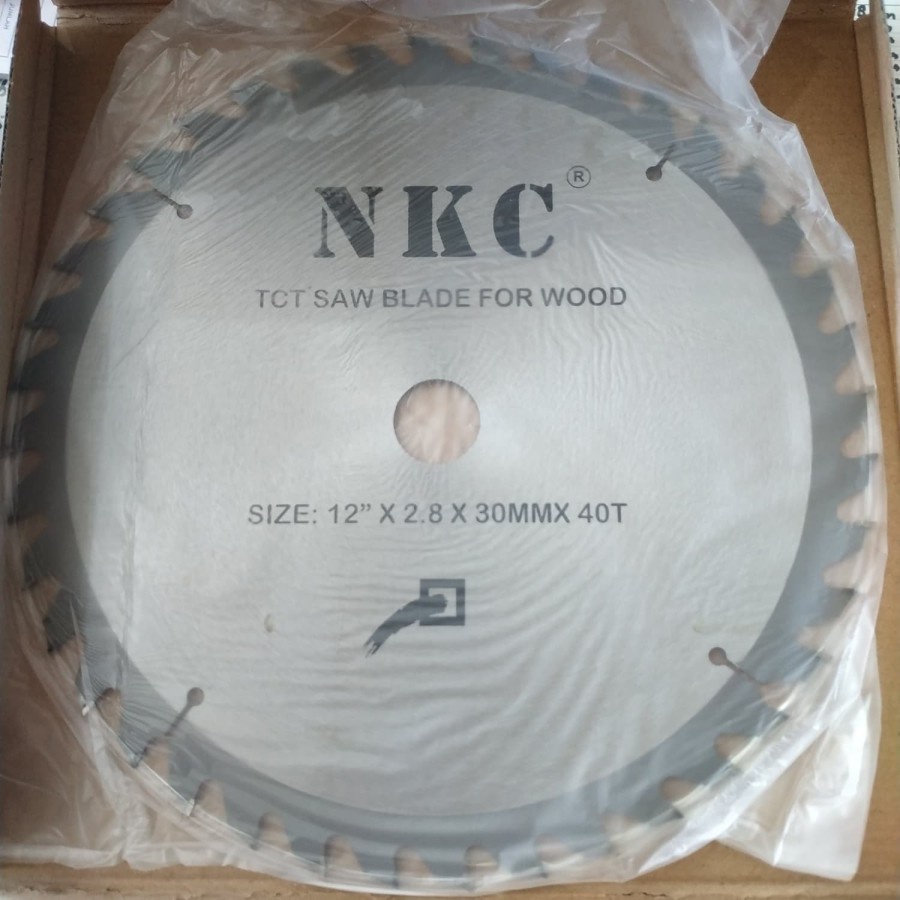 NKC®
TCT SAW BLADE FOR WOOD
SIZE: 12” X 2.8 X 30MMX 40T